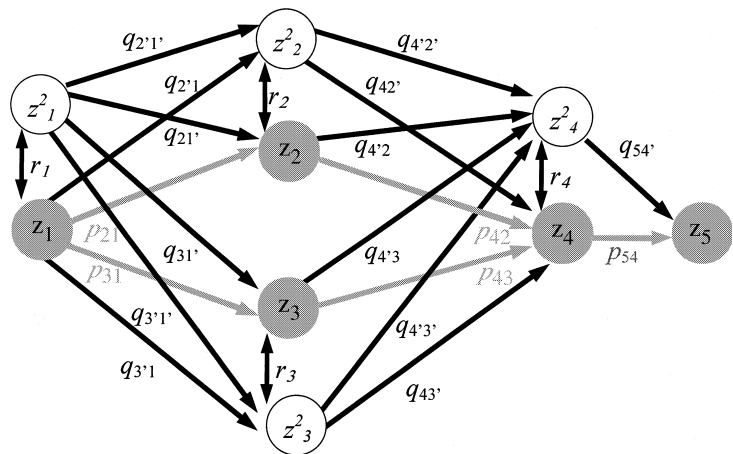 q2'1'
z²2
q4'2'
q2'1
q42'
z²1
r2
z²4
q21'
q4'2
q54'
r1
z2
r4
z1
p21
p42
z4
z5
p54
q31'
q4'3
p31
p43
z3
q3'1'
q4'3'
q3'1
r3
q43'
z²3